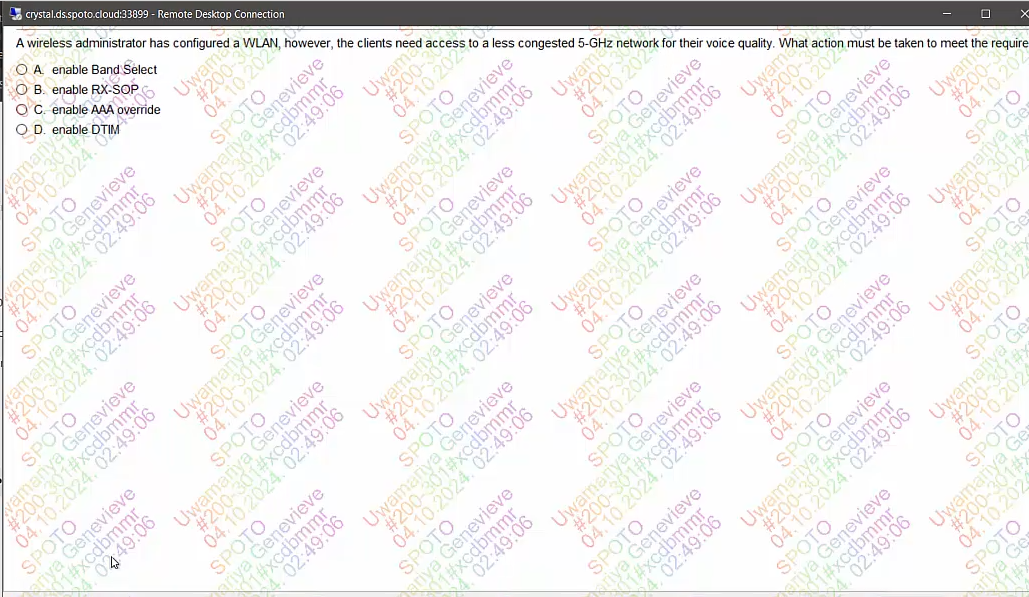 crystal.ds.spoto.cloud:33899 - Remote Desktop Connection
A wireless administrator has configured a WLAN, however, the clients need access to a less congested 5-GHz network for their voice quality. What action must be taken to meet the require
A. enable Band Select
B. enable RX-SOP
C. enable AAA override
D. enable DTIM
Uwamariya Genevieve
#200-301#xcdbmmr
04.10.2024. 02:49:06
SPOTO